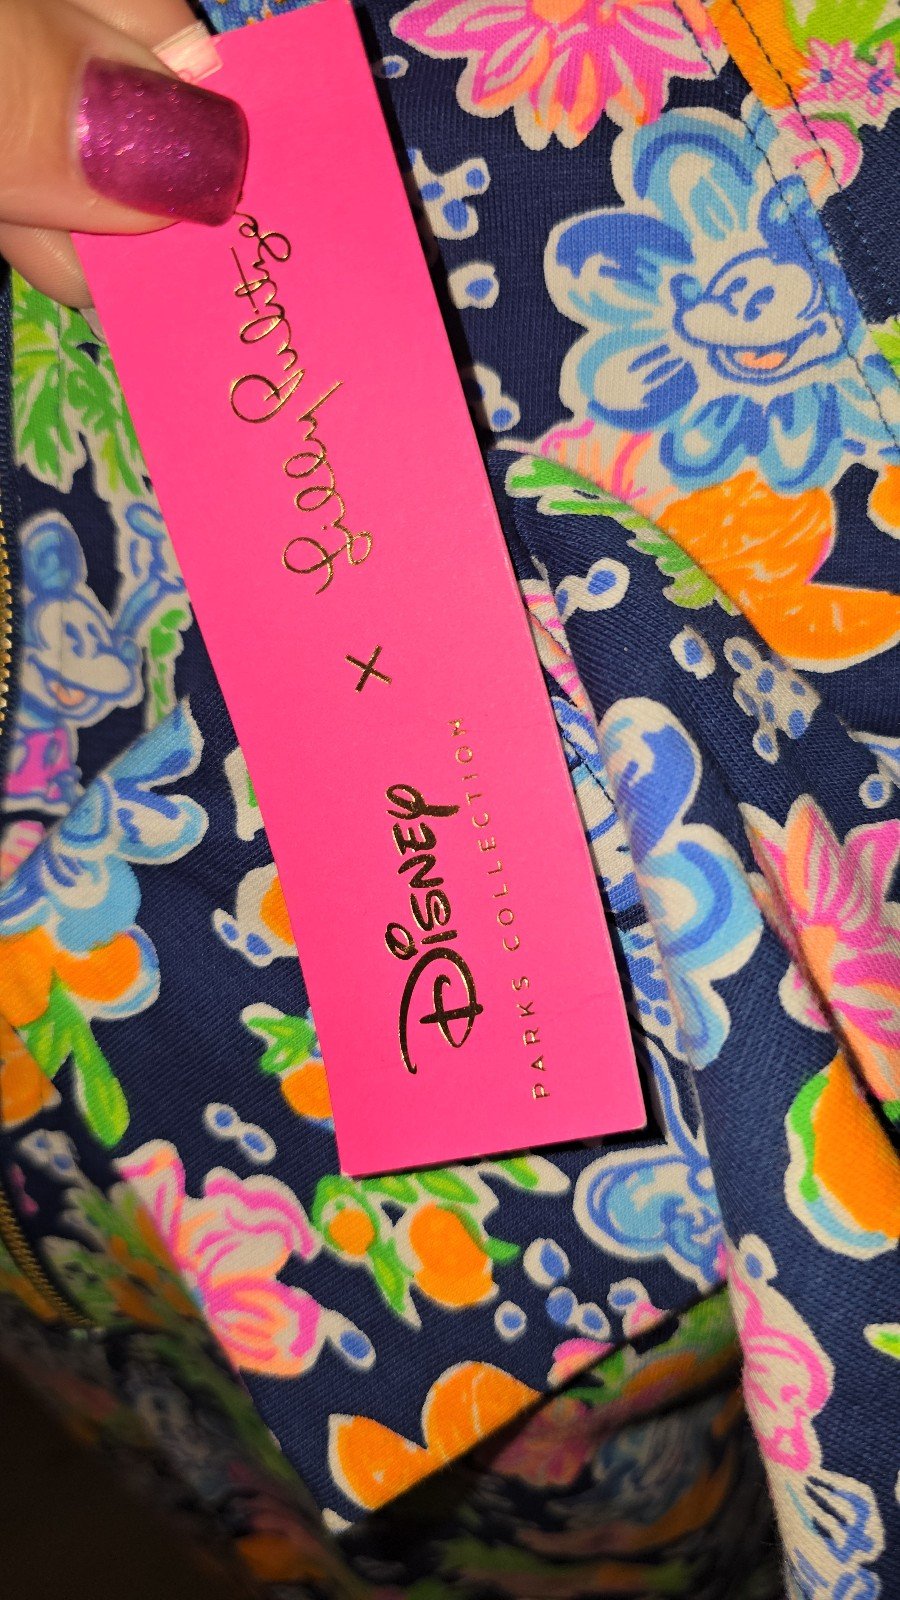 Lilly Pulitzer
×
Disney
PARKS COLLECTION